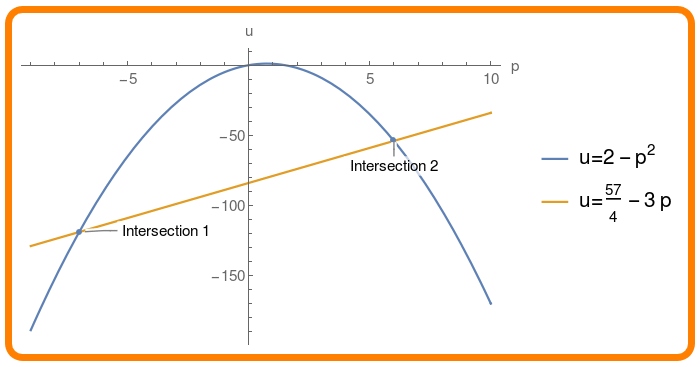 u
p
−5
5
10
−50
−100
−150
Intersection 1
Intersection 2
u=2 − p²
u=57/4 − 3 p